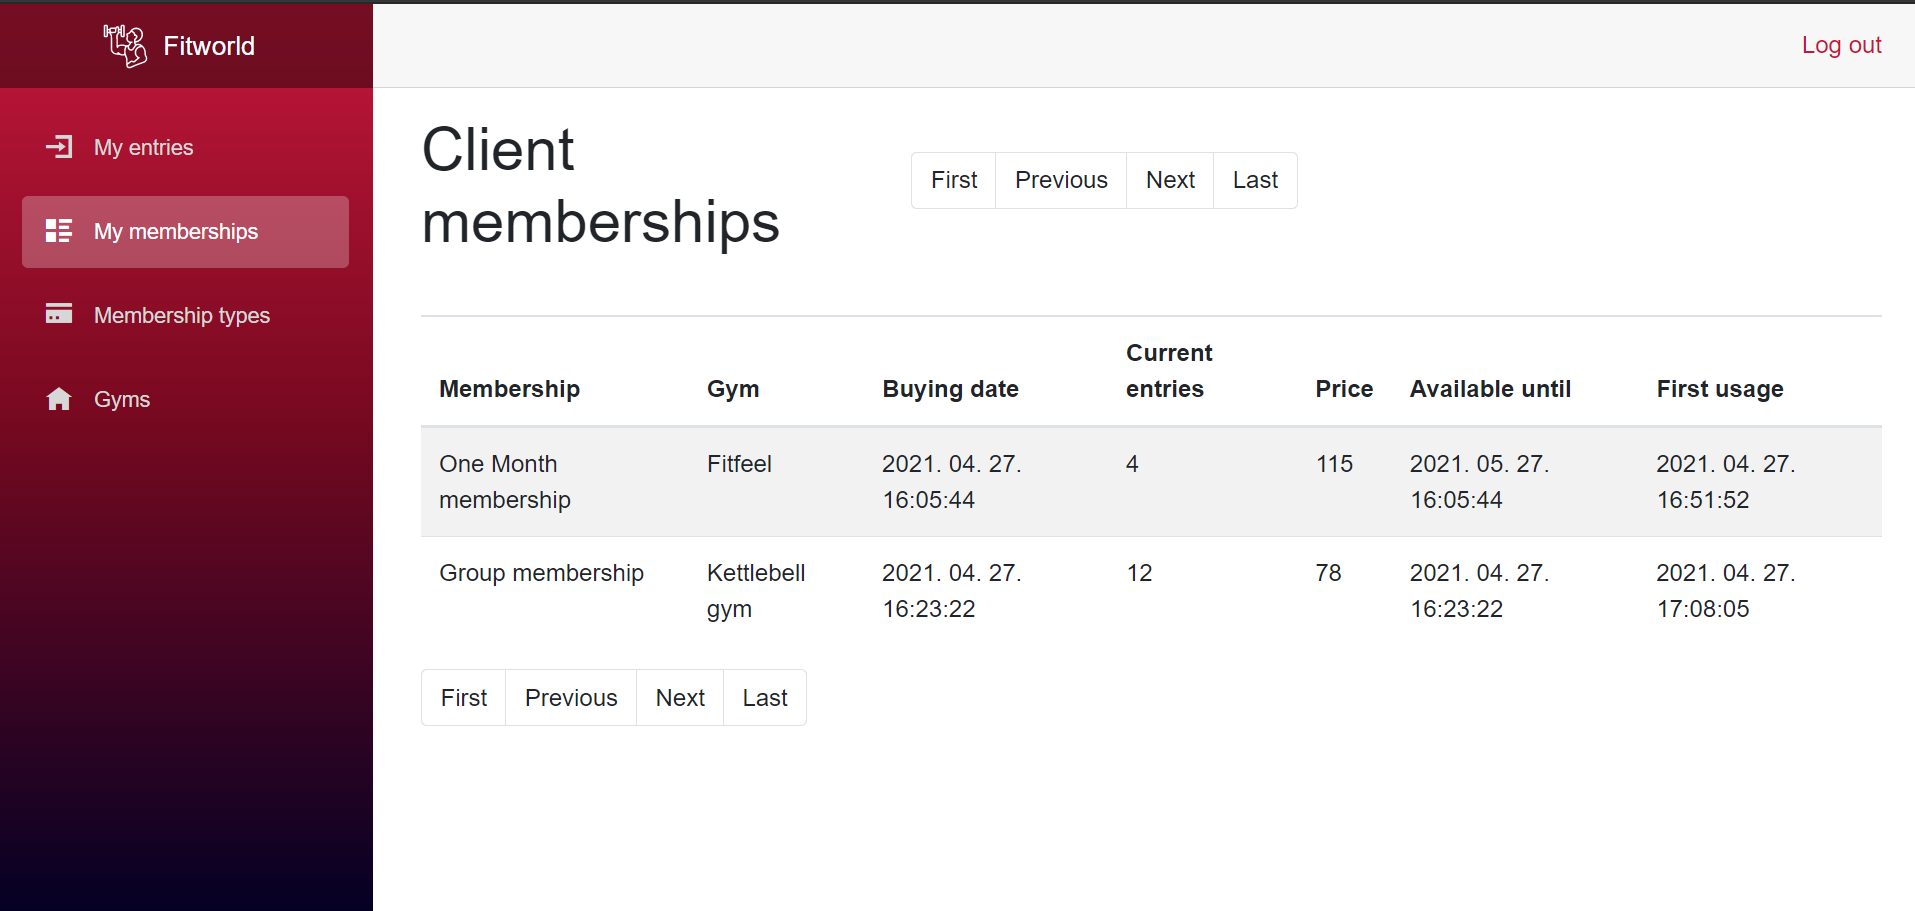 Fitworld
Log out
My entries
My memberships
Membership types
Gyms
Client
memberships
First Previous Next Last
Membership Gym Buying date Current entries Price Available until First usage
One Month membership Fitfeel 2021. 04. 27. 16:05:44 4 115 2021. 05. 27. 16:05:44 2021. 04. 27. 16:51:52
Group membership Kettlebell gym 2021. 04. 27. 16:23:22 12 78 2021. 04. 27. 16:23:22 2021. 04. 27. 17:08:05
First Previous Next Last